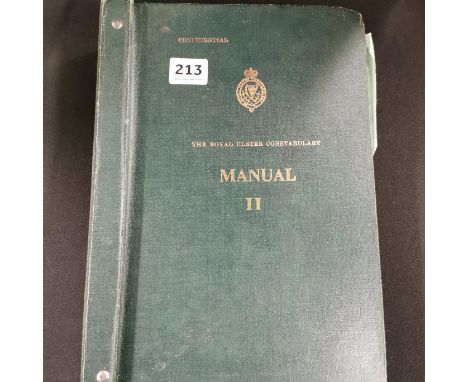 CONFIDENTIAL
213
THE ROYAL ULSTER CONSTABULARY
MANUAL
II